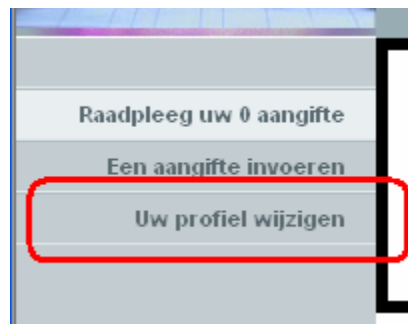 Raadpleeg uw 0 aangifte
Een aangifte invoeren
Uw profiel wijzigen